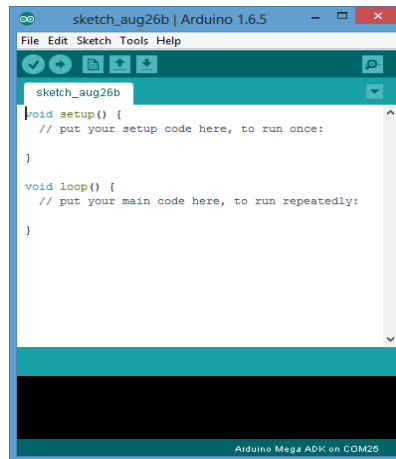 sketch_aug26b | Arduino 1.6.5
File Edit Sketch Tools Help
sketch_aug26b
void setup() {
  // put your setup code here, to run once:
}
void loop() {
  // put your main code here, to run repeatedly:
}
Arduino Mega ADK on COM25